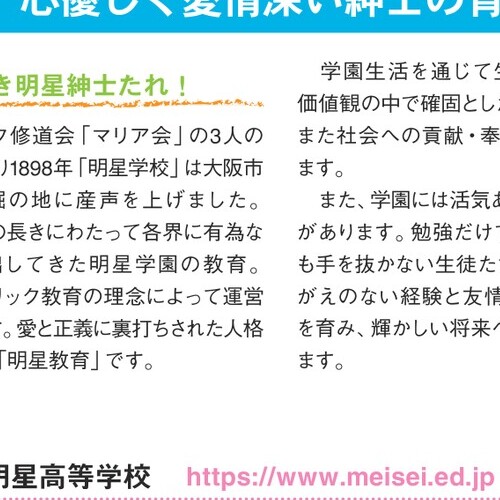 心優しく愛情深い紳士の育
き明星紳士たれ！
ク修道会「マリア会」の3人の
り1898年「明星学校」は大阪市
堀の地に産声を上げました。
の長きにわたって各界に有為な
出してきた明星学園の教育。
リック教育の理念によって運営
す。愛と正義に裏打ちされた人格
「明星教育」です。
学園生活を通じて生
価値観の中で確固とした
また社会への貢献・奉
ます。
また、学園には活気あ
があります。勉強だけで
も手を抜かない生徒た
がえのない経験と友情
を育み、輝かしい将来へ
ます。
明星高等学校 https://www.meisei.ed.jp